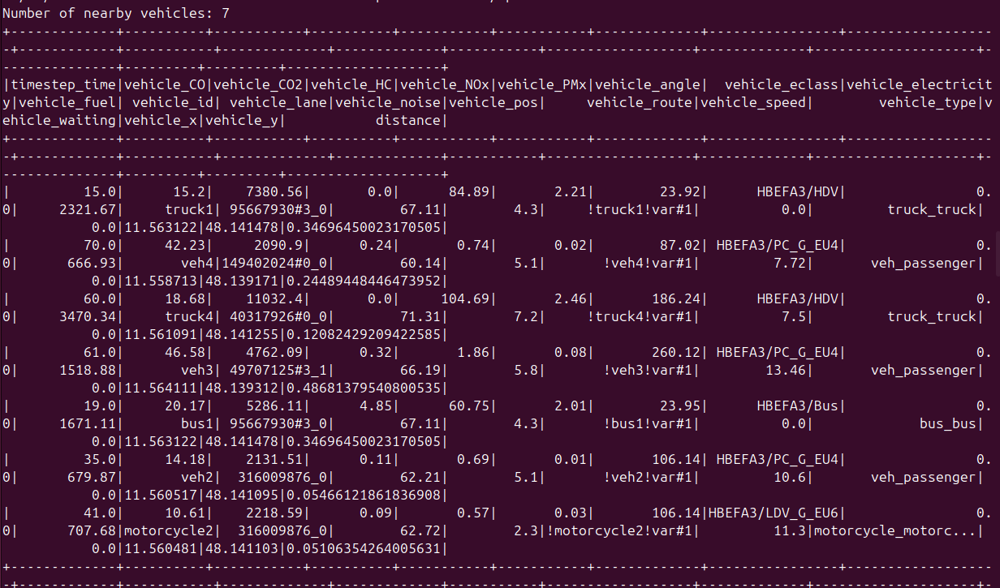 Number of nearby vehicles: 7
+-------------+----------+-----------+----------+-----------+-----------+-------------+----------------+------------------
-+------------+-----------+-------------+-------------+-----------+-------------------+-------------+--------------------+-
--------------+---------+---------+-------------------+
|timestep_time|vehicle_CO|vehicle_CO2|vehicle_HC|vehicle_NOx|vehicle_PMx|vehicle_angle|  vehicle_eclass|vehicle_electricit
y|vehicle_fuel| vehicle_id| vehicle_lane|vehicle_noise|vehicle_pos|     vehicle_route|vehicle_speed|        vehicle_type|v
ehicle_waiting|vehicle_x|vehicle_y|           distance|
+-------------+----------+-----------+----------+-----------+-----------+-------------+----------------+------------------
-+------------+-----------+-------------+-------------+-----------+-------------------+-------------+--------------------+-
--------------+---------+---------+-------------------+
|         15.0|      15.2|    7380.56|       0.0|      84.89|       2.21|        23.92|       HBEFA3/HDV|                0.
0|     2321.67|     truck1| 95667930#3_0|        67.11|        4.3|     !truck1!var#1|          0.0|         truck_truck|
           0.0|11.563122|48.141478|0.34696450023170505|
|         70.0|     42.23|     2090.9|      0.24|       0.74|       0.02|        87.02| HBEFA3/PC_G_EU4|                0.
0|      666.93|       veh4|149402024#0_0|        60.14|        5.1|       !veh4!var#1|         7.72|       veh_passenger|
           0.0|11.558713|48.139171|0.24489448446473952|
|         60.0|     18.68|    11032.4|       0.0|     104.69|       2.46|       186.24|       HBEFA3/HDV|                0.
0|     3470.34|     truck4| 40317926#0_0|        71.31|        7.2|     !truck4!var#1|          7.5|         truck_truck|
           0.0|11.561091|48.141255|0.12082429209422585|
|         61.0|     46.58|    4762.09|      0.32|       1.86|       0.08|       260.12| HBEFA3/PC_G_EU4|                0.
0|     1518.88|       veh3| 49707125#3_1|        66.19|        5.8|       !veh3!var#1|        13.46|       veh_passenger|
           0.0|11.564111|48.139312|0.48681379540800535|
|         19.0|     20.17|    5286.11|      4.85|      60.75|       2.01|        23.95|       HBEFA3/Bus|                0.
0|     1671.11|       bus1| 95667930#3_0|        67.11|        4.3|       !bus1!var#1|          0.0|             bus_bus|
           0.0|11.563122|48.141478|0.34696450023170505|
|         35.0|     14.18|    2131.51|      0.11|       0.69|       0.01|       106.14| HBEFA3/PC_G_EU4|                0.
0|      679.87|       veh2|  316009876_0|        62.21|        5.1|       !veh2!var#1|         10.6|       veh_passenger|
           0.0|11.560517|48.141095|0.05466121861836908|
|         41.0|     10.61|    2218.59|      0.09|       0.57|       0.03|       106.14|HBEFA3/LDV_G_EU6|                0.
0|      707.68|motorcycle2|  316009876_0|        62.72|        2.3|!motorcycle2!var#1|         11.3|motorcycle_motorc...|
           0.0|11.560481|48.141103|0.05106354264005631|
+-------------+----------+-----------+----------+-----------+-----------+-------------+----------------+------------------
-+------------+-----------+-------------+-------------+-----------+-------------------+-------------+--------------------+-